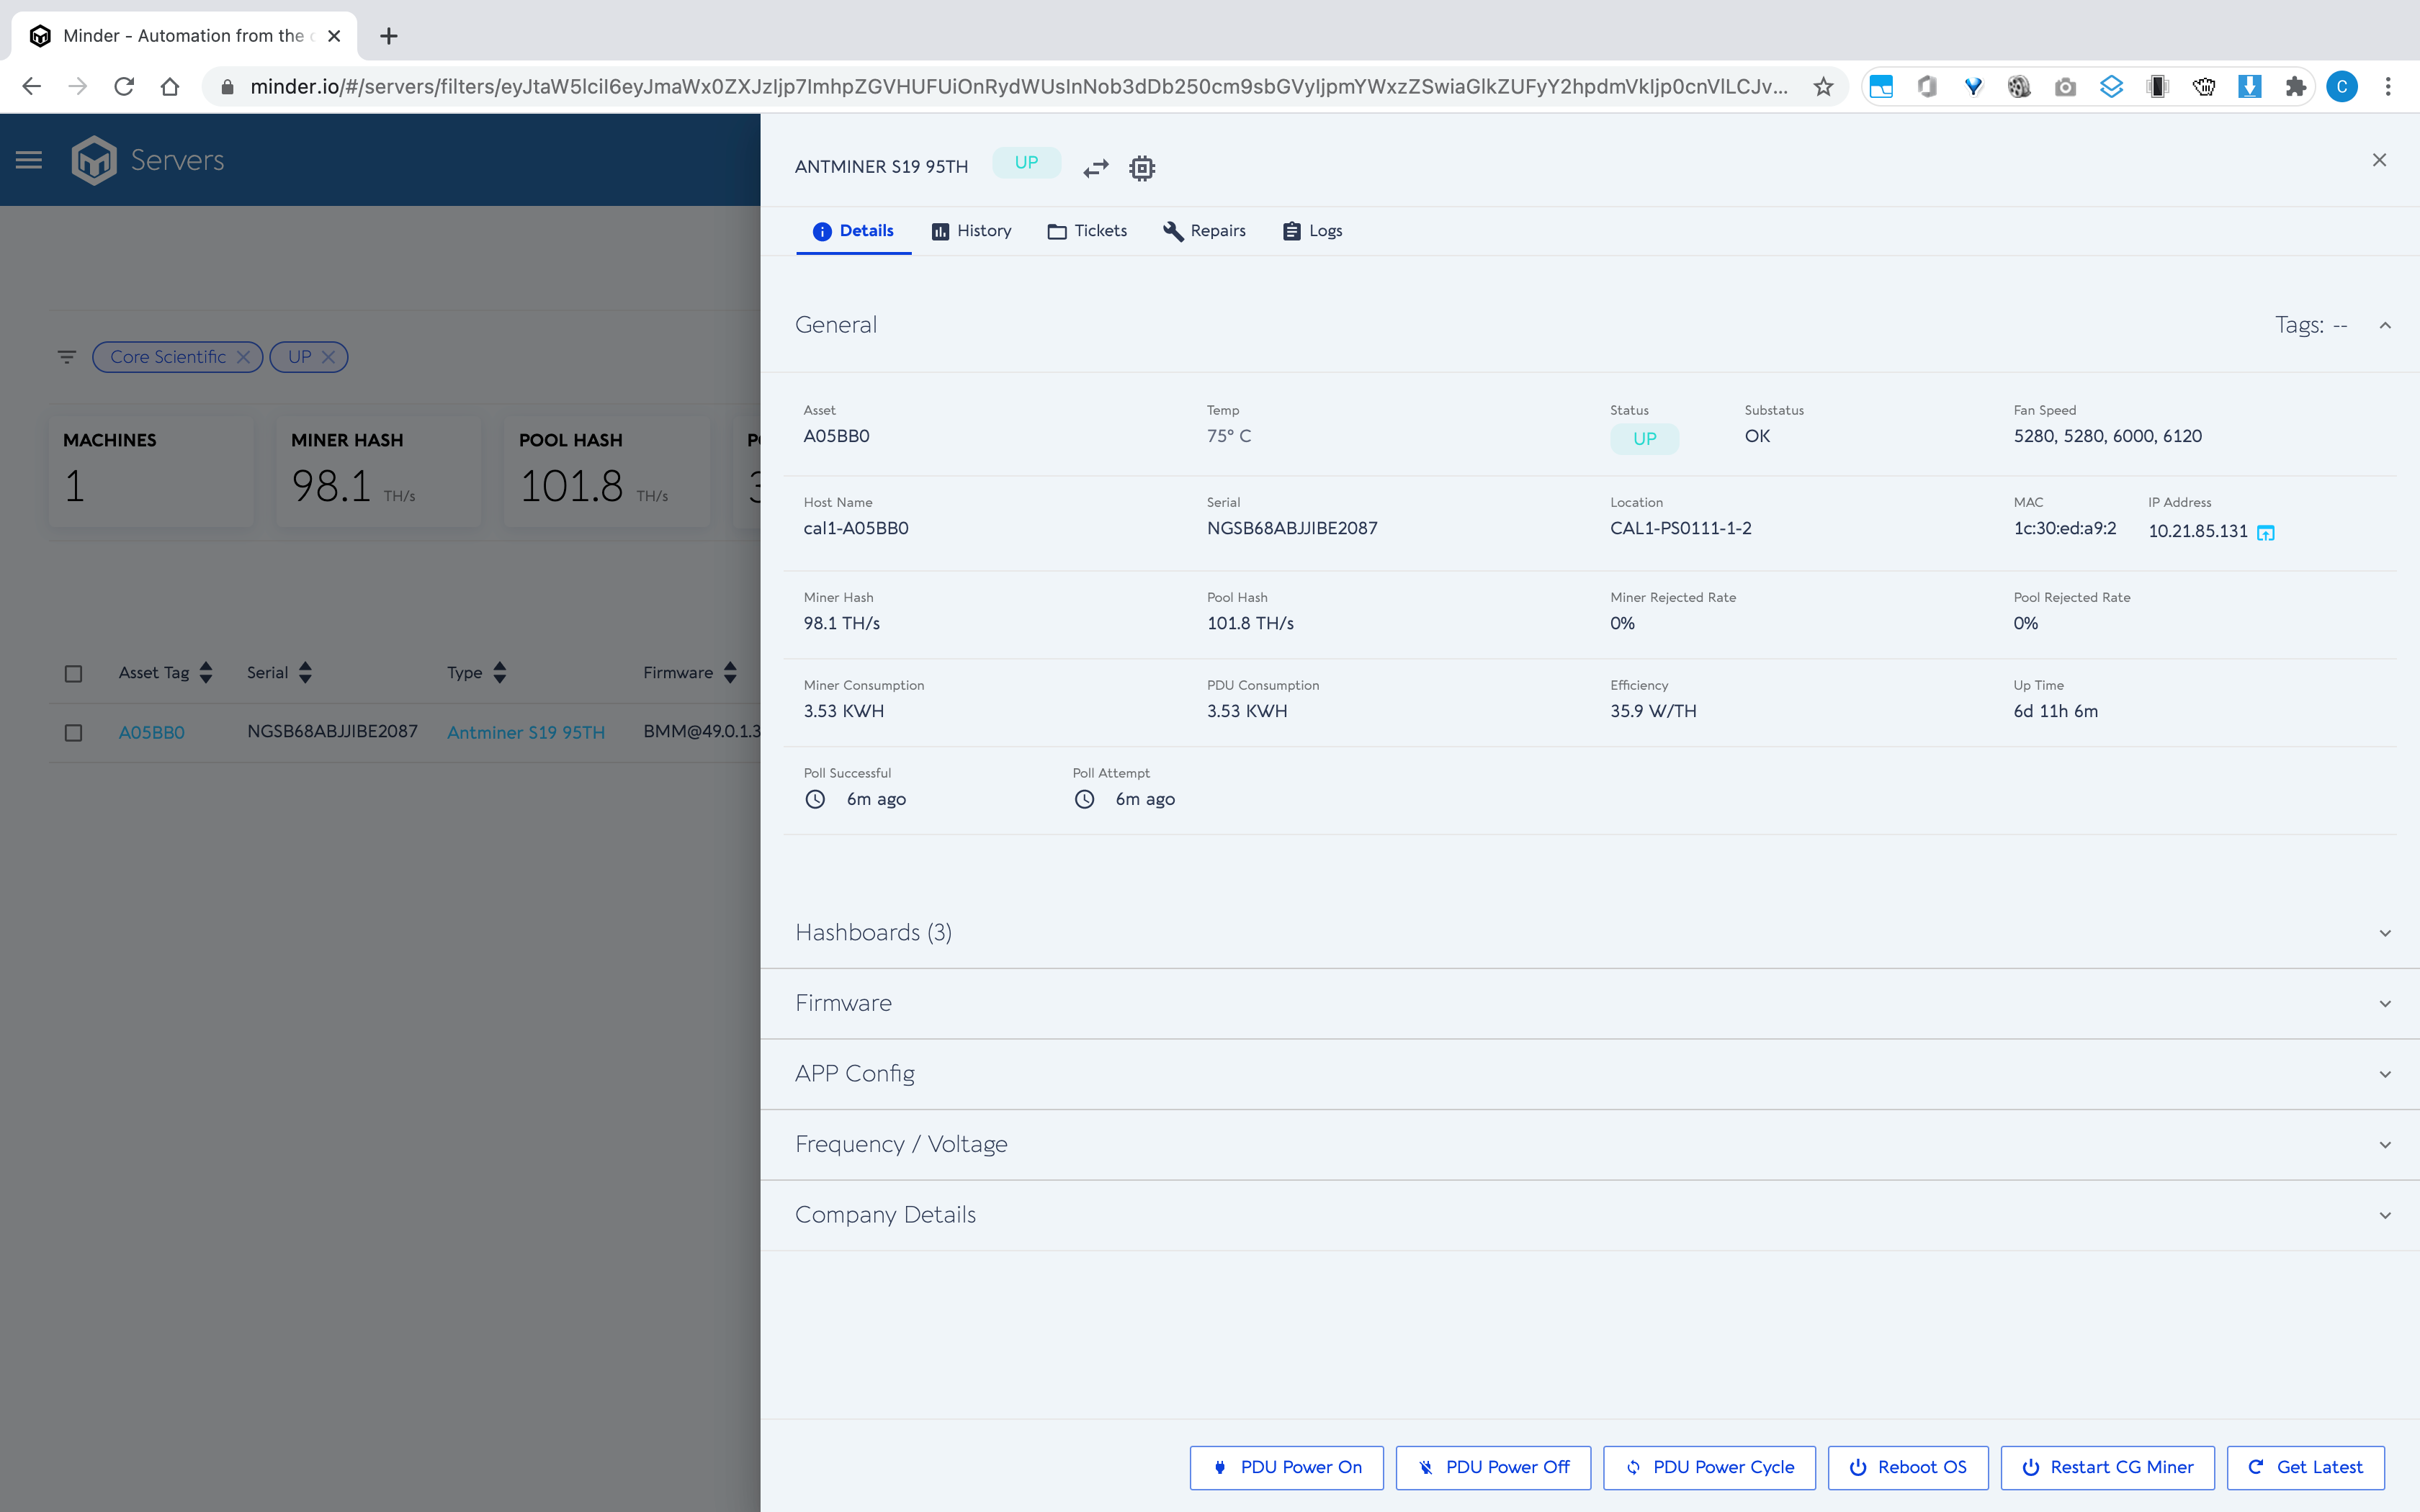 Minder - Automation from the
minder.io/#/servers/filters/eyJtaW5lciI6eyJmaWx0ZXJzIjp7ImhpZGVHUFUiOnRydWUsInNob3dDb250cm9sbGVyIjpmYWxzZSwiaGlkZUFyY2hpdmVkIjp0cnVlLCJv...
C
Servers
ANTMINER S19 95TH
UP
Details
History
Tickets
Repairs
Logs
General
Tags: --
Core Scientific
UP
MACHINES
1
MINER HASH
98.1 TH/s
POOL HASH
101.8 TH/s
Asset Tag
Serial
Type
Firmware
A05BB0
NGSB68ABJJIBE2087
Antminer S19 95TH
BMM@49.0.1.3
Asset
A05BB0
Temp
75° C
Status
UP
Substatus
OK
Fan Speed
5280, 5280, 6000, 6120
Host Name
cal1-A05BB0
Serial
NGSB68ABJJIBE2087
Location
CAL1-PS0111-1-2
MAC
1c:30:ed:a9:2
IP Address
10.21.85.131
Miner Hash
98.1 TH/s
Pool Hash
101.8 TH/s
Miner Rejected Rate
0%
Pool Rejected Rate
0%
Miner Consumption
3.53 KWH
PDU Consumption
3.53 KWH
Efficiency
35.9 W/TH
Up Time
6d 11h 6m
Poll Successful
6m ago
Poll Attempt
6m ago
Hashboards (3)
Firmware
APP Config
Frequency / Voltage
Company Details
PDU Power On
PDU Power Off
PDU Power Cycle
Reboot OS
Restart CG Miner
Get Latest